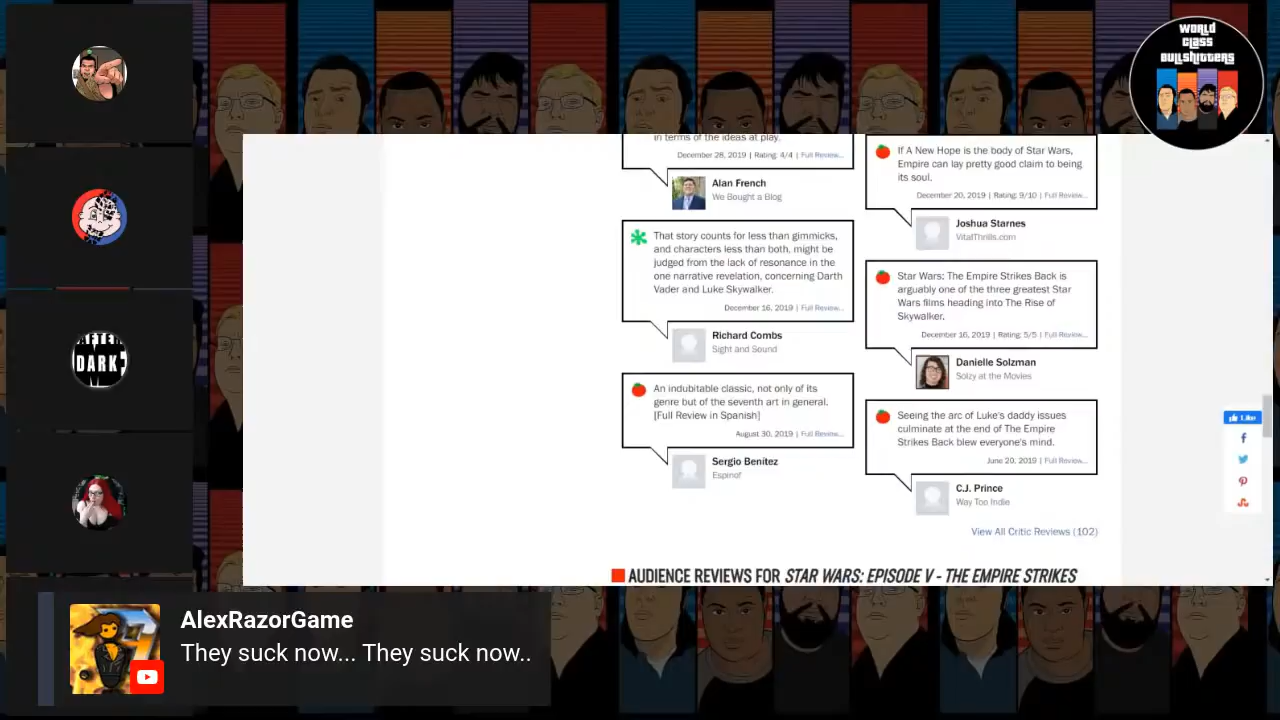 WORLD
CLASS
BULLSHITTERS
AFTER
DARK
in terms of the ideas at play.
December 28, 2019 | Rating: 4/4 | Full Review...
Alan French
We Bought a Blog
That story counts for less than gimmicks,
and characters less than both, might be
judged from the lack of resonance in the
one narrative revelation, concerning Darth
Vader and Luke Skywalker.
December 16, 2019 | Full Review...
Richard Combs
Sight and Sound
An indubitable classic, not only of its
genre but of the seventh art in general.
[Full Review in Spanish]
August 30, 2019 | Full Review...
Sergio Benítez
Espinof
If A New Hope is the body of Star Wars,
Empire can lay pretty good claim to being
its soul.
December 20, 2019 | Rating: 9/10 | Full Review...
Joshua Starnes
VitalThrills.com
Star Wars: The Empire Strikes Back is
arguably one of the three greatest Star
Wars films heading into The Rise of
Skywalker.
December 16, 2019 | Rating: 5/5 | Full Review...
Danielle Solzman
Solzy at the Movies
Seeing the arc of Luke's daddy issues
culminate at the end of The Empire
Strikes Back blew everyone's mind.
June 20, 2019 | Full Review...
C.J. Prince
Way Too Indie
View All Critic Reviews (102)
Like
AUDIENCE REVIEWS FOR STAR WARS: EPISODE V - THE EMPIRE STRIKES
AlexRazorGame
They suck now... They suck now..